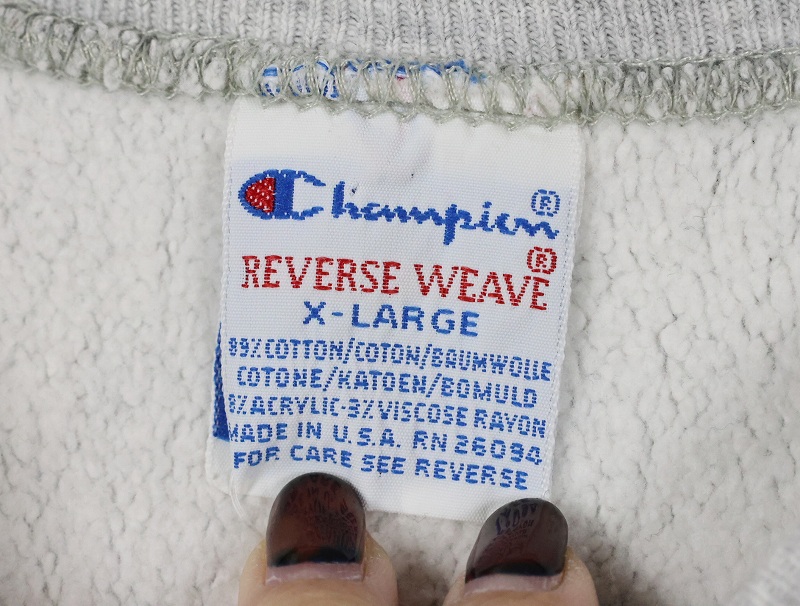 Champion®
REVERSE WEAVE®
X-LARGE
89% COTTON/COTON/BAUMWOLLE
COTONE/KATOEN/BOMULD
8% ACRYLIC-3% VISCOSE RAYON
MADE IN U.S.A. RN 26094
FOR CARE SEE REVERSE